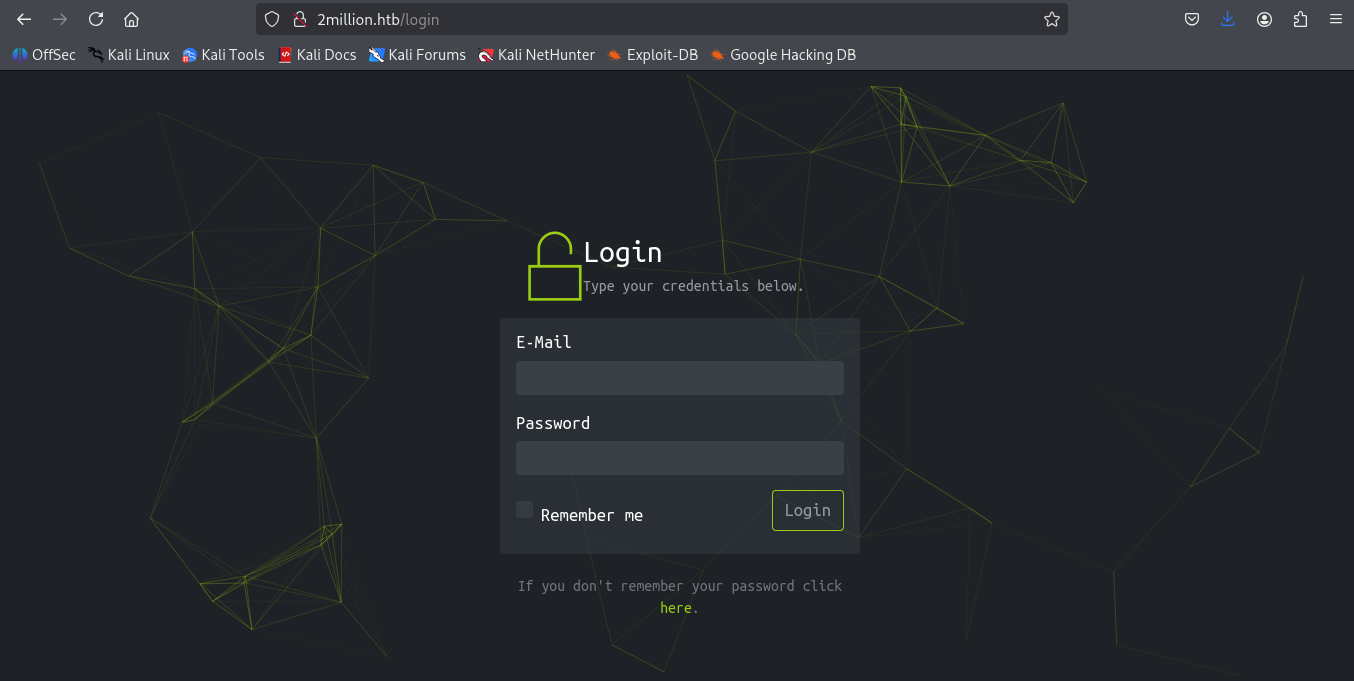 2million.htb/login
OffSec Kali Linux Kali Tools Kali Docs Kali Forums Kali NetHunter Exploit-DB Google Hacking DB
Login
Type your credentials below.
E-Mail
Password
Remember me Login
If you don't remember your password click
here.